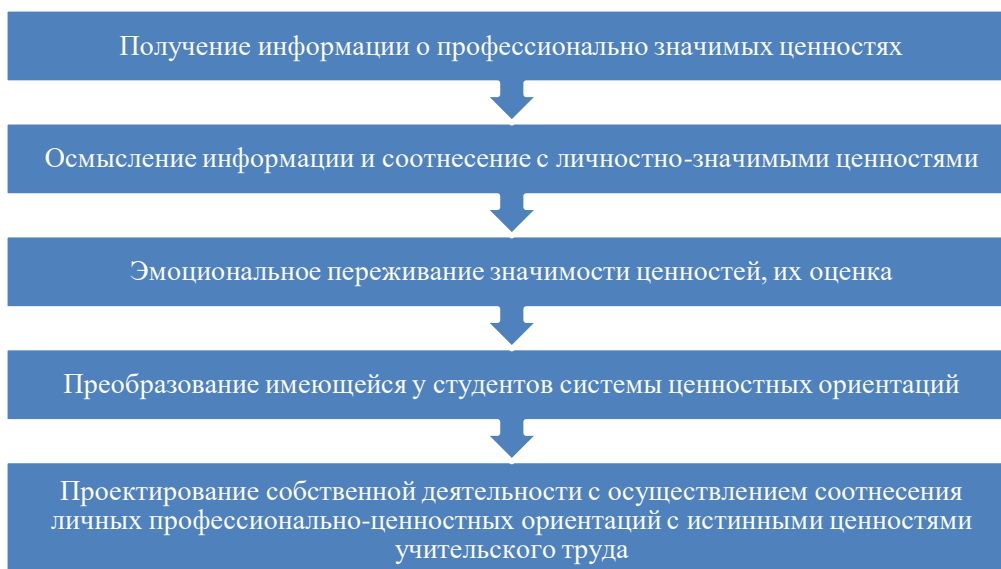 Получение информации о профессионально значимых ценностях
Осмысление информации и соотнесение с личностно-значимыми ценностями
Эмоциональное переживание значимости ценностей, их оценка
Преобразование имеющейся у студентов системы ценностных ориентаций
Проектирование собственной деятельности с осуществлением соотнесения
личных профессионально-ценностных ориентаций с истинными ценностями
учительского труда